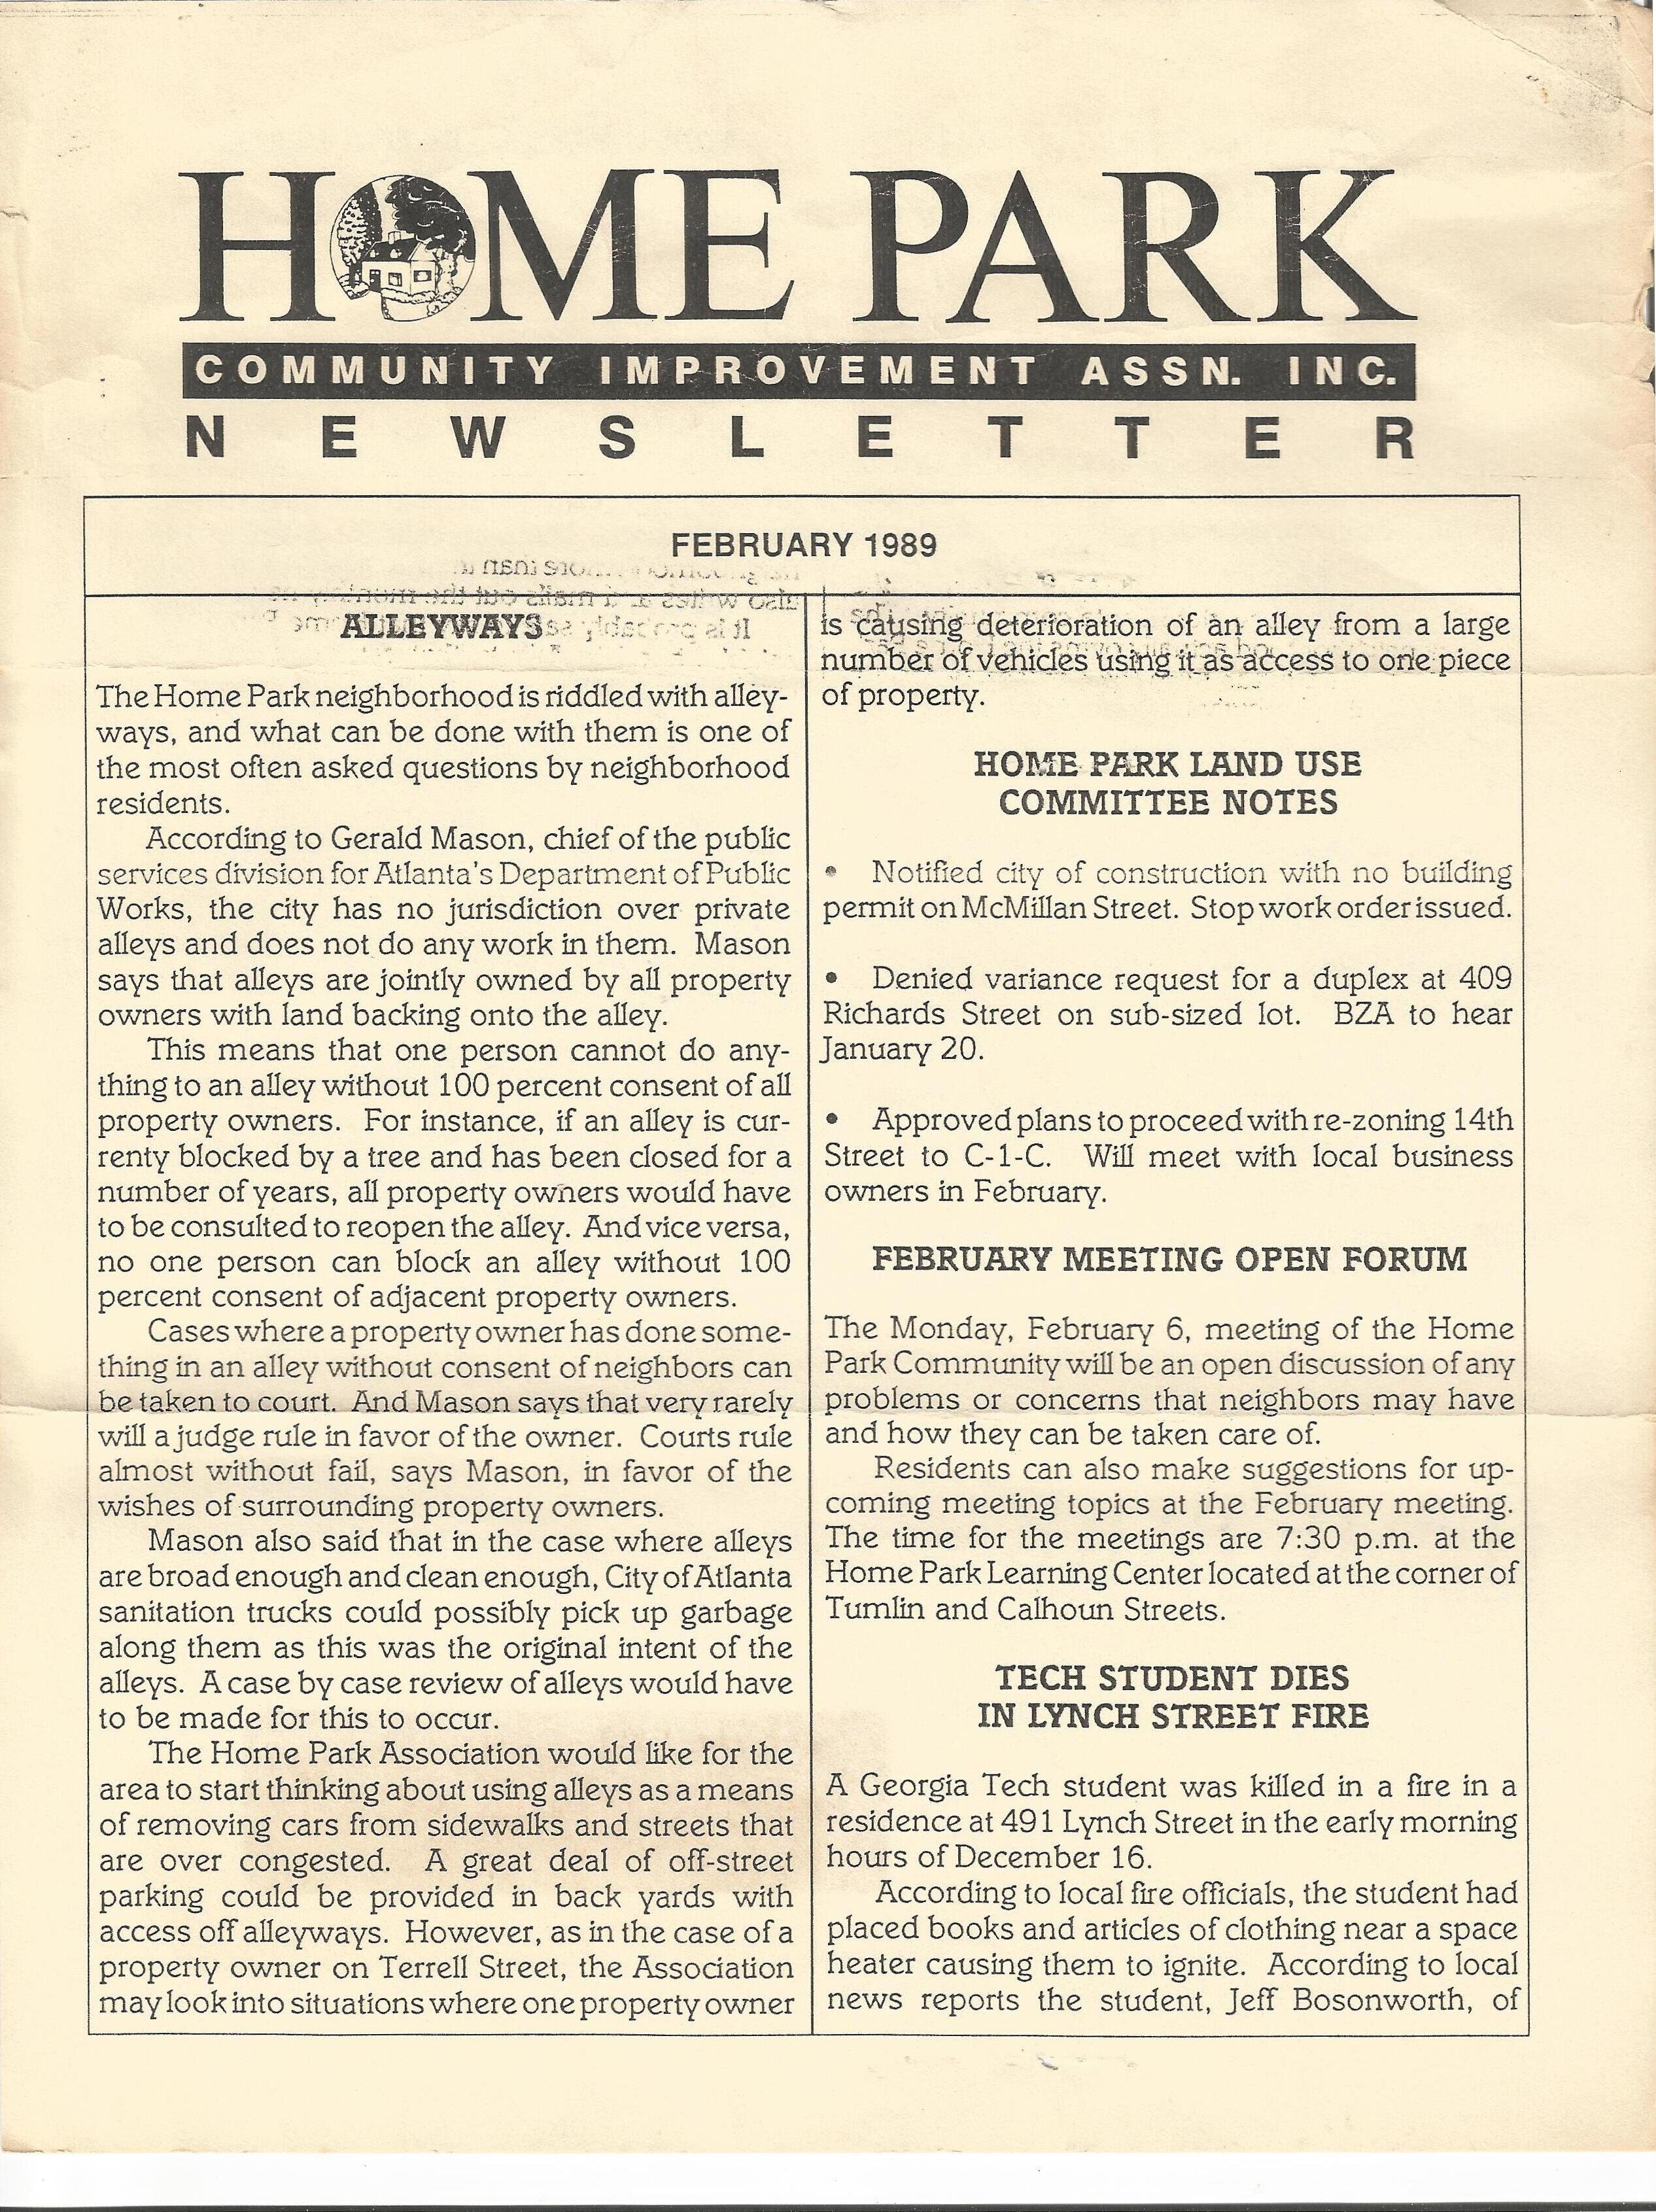 HOME PARK
COMMUNITY IMPROVEMENT ASSN. INC.
NEWSLETTER
FEBRUARY 1989
ALLEYWAYS
The Home Park neighborhood is riddled with alley-
ways, and what can be done with them is one of
the most often asked questions by neighborhood
residents.
According to Gerald Mason, chief of the public
services division for Atlanta's Department of Public
Works, the city has no jurisdiction over private
alleys and does not do any work in them. Mason
says that alleys are jointly owned by all property
owners with land backing onto the alley.
This means that one person cannot do any-
thing to an alley without 100 percent consent of all
property owners. For instance, if an alley is cur-
renty blocked by a tree and has been closed for a
number of years, all property owners would have
to be consulted to reopen the alley. And vice versa,
no one person can block an alley without 100
percent consent of adjacent property owners.
Cases where a property owner has done some-
thing in an alley without consent of neighbors can
be taken to court. And Mason says that very rarely
will a judge rule in favor of the owner. Courts rule
almost without fail, says Mason, in favor of the
wishes of surrounding property owners.
Mason also said that in the case where alleys
are broad enough and clean enough, City of Atlanta
sanitation trucks could possibly pick up garbage
along them as this was the original intent of the
alleys. A case by case review of alleys would have
to be made for this to occur.
The Home Park Association would like for the
area to start thinking about using alleys as a means
of removing cars from sidewalks and streets that
are over congested. A great deal of off-street
parking could be provided in back yards with
access off alleyways. However, as in the case of a
property owner on Terrell Street, the Association
may look into situations where one property owner
is causing deterioration of an alley from a large
number of vehicles using it as access to one piece
of property.
HOME PARK LAND USE
COMMITTEE NOTES
• Notified city of construction with no building
permit on McMillan Street. Stop work order issued.
• Denied variance request for a duplex at 409
Richards Street on sub-sized lot. BZA to hear
January 20.
• Approved plans to proceed with re-zoning 14th
Street to C-1-C. Will meet with local business
owners in February.
FEBRUARY MEETING OPEN FORUM
The Monday, February 6, meeting of the Home
Park Community will be an open discussion of any
problems or concerns that neighbors may have
and how they can be taken care of.
Residents can also make suggestions for up-
coming meeting topics at the February meeting.
The time for the meetings are 7:30 p.m. at the
Home Park Learning Center located at the corner of
Tumlin and Calhoun Streets.
TECH STUDENT DIES
IN LYNCH STREET FIRE
A Georgia Tech student was killed in a fire in a
residence at 491 Lynch Street in the early morning
hours of December 16.
According to local fire officials, the student had
placed books and articles of clothing near a space
heater causing them to ignite. According to local
news reports the student, Jeff Bosonworth, of